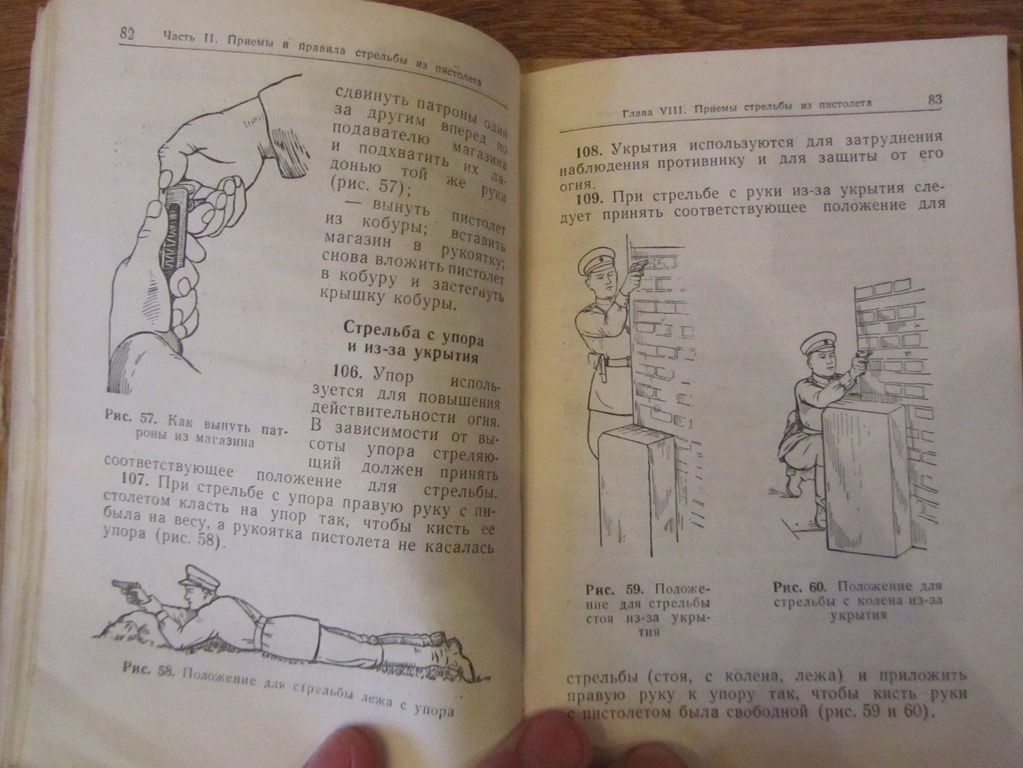 82 Часть II. Приемы и правила стрельбы из пистолета
сдвинуть патроны один
за другим вперед по
подавателю магазина
и подхватить их ла-
донью той же руки
(рис. 57);
— вынуть пистолет
из кобуры; вставить
магазин в рукоятку;
снова вложить пистолет
в кобуру и застегнуть
крышку кобуры.
Стрельба с упора
и из-за укрытия
106. Упор исполь-
зуется для повышения
действительности огня.
В зависимости от вы-
соты упора стреляю-
щий должен принять
Рис. 57. Как вынуть пат-
роны из магазина
соответствующее положение для стрельбы.
107. При стрельбе с упора правую руку с пи-
столетом класть на упор так, чтобы кисть ее
была на весу, а рукоятка пистолета не касалась
упора (рис. 58).
Рис. 58. Положение для стрельбы лежа с упора
Глава VIII. Приемы стрельбы из пистолета 83
108. Укрытия используются для затруднения
наблюдения противнику и для защиты от его
огня.
109. При стрельбе с руки из-за укрытия сле-
дует принять соответствующее положение для
Рис. 59. Положе-
ние для стрельбы
стоя из-за укры-
тия
Рис. 60. Положение для
стрельбы с колена из-за
укрытия
стрельбы (стоя, с колена, лежа) и приложить
правую руку к упору так, чтобы кисть руки
с пистолетом была свободной (рис. 59 и 60).